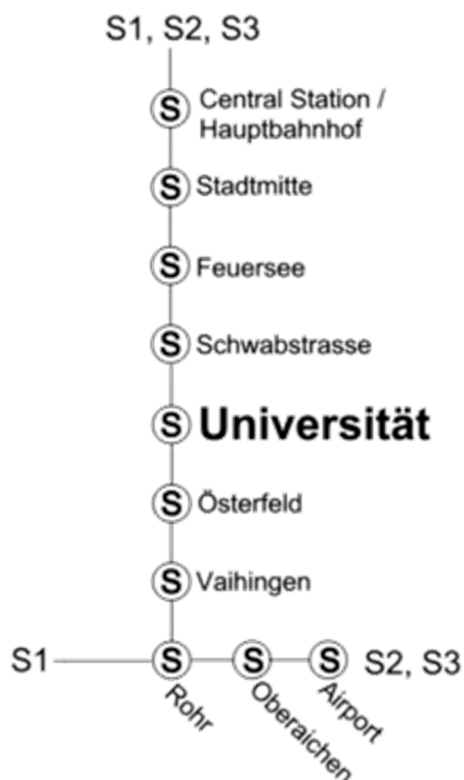 S1, S2, S3
S Central Station /
Hauptbahnhof
S Stadtmitte
S Feuersee
S Schwabstrasse
S Universität
S Österfeld
S Vaihingen
S1 S S S S2, S3
Rohr
Oberaichen
Airport